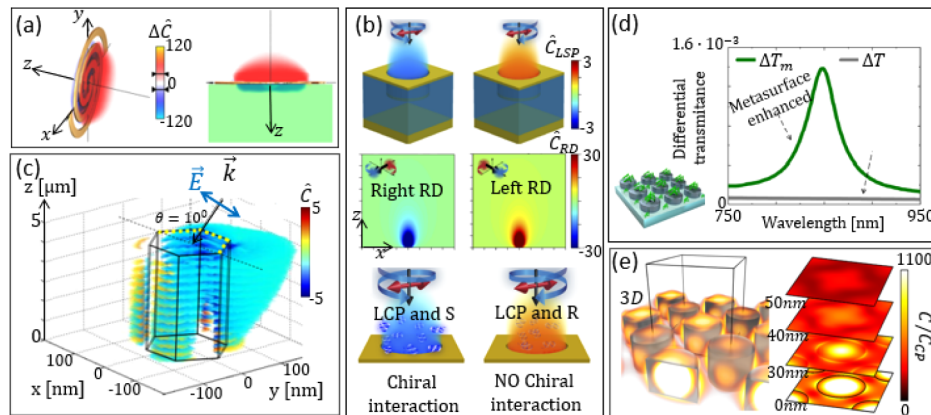 (a)
y
z
x
ΔĈ
120
0
-120
z
(b)
Ĉ_LSP
3
-3
Ĉ_RD
30
-30
Right RD
Left RD
z
x
LCP and S
LCP and R
Chiral
interaction
NO Chiral
interaction
(c)
z [μm]
5
0
E⃗
k⃗
θ = 10⁰
Ĉ
5
-5
100
0
-100
x [nm]
-100
0
100
y [nm]
(d)
1.6 · 10⁻³
0
Differential
transmitance
ΔT_m
ΔT
Metasurface
enhanced
750
950
Wavelength [nm]
(e)
3D
50nm
40nm
30nm
0nm
1100
0
C/C_CP